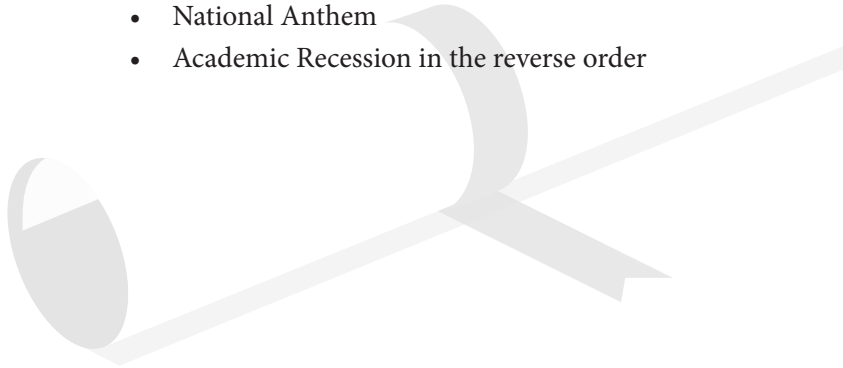 • National Anthem
• Academic Recession in the reverse order